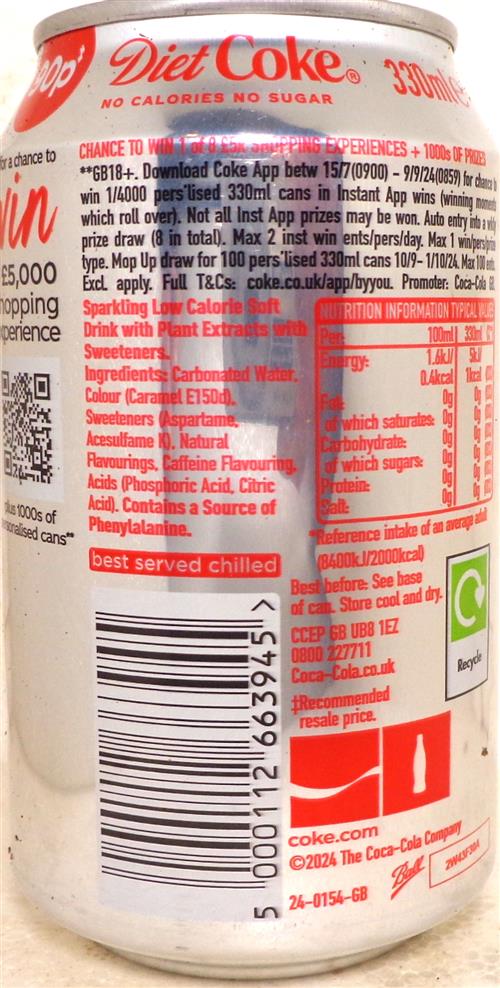 90p‡
Diet Coke®
330ml e
NO CALORIES NO SUGAR
for a chance to
win
£5,000
shopping
experience
plus 1000s of
personalised cans**
CHANCE TO WIN 1 of 8 £5K SHOPPING EXPERIENCES + 1000s OF PRIZES
**GB18+. Download Coke App betw 15/7(0900) - 9/9/24(0859) for chance to
win 1/4000 pers'lised 330ml cans in Instant App wins (winning moments
which roll over). Not all Inst App prizes may be won. Auto entry into a wkly
prize draw (8 in total). Max 2 inst win ents/pers/day. Max 1 win/pers/prize
type. Mop Up draw for 100 pers'lised 330ml cans 10/9- 1/10/24. Max 100 ents.
Excl. apply. Full T&Cs: coke.co.uk/app/byyou. Promoter: Coca-Cola GB.
Sparkling Low Calorie Soft
Drink with Plant Extracts with
Sweeteners.
Ingredients: Carbonated Water,
Colour (Caramel E150d),
Sweeteners (Aspartame,
Acesulfame K), Natural
Flavourings, Caffeine Flavouring,
Acids (Phosphoric Acid, Citric
Acid). Contains a Source of
Phenylalanine.
best served chilled
NUTRITION INFORMATION TYPICAL VALUES
Per: 100ml 330ml (%*)
Energy: 1.6kJ/ 5kJ/
0.4kcal 1kcal
Fat: 0g 0g
of which saturates: 0g 0g
Carbohydrate: 0g 0g
of which sugars: 0g 0g
Protein: 0g 0g
Salt: 0g
*Reference intake of an average adult
(8400kJ/2000kcal)
Best before: See base
of can. Store cool and dry.
CCEP GB UB8 1EZ
0800 227711
Coca-Cola.co.uk
‡Recommended
resale price.
Recycle
5 000112 663945 >
coke.com
©2024 The Coca-Cola Company
24-0154-GB
Ball
2W43F30A